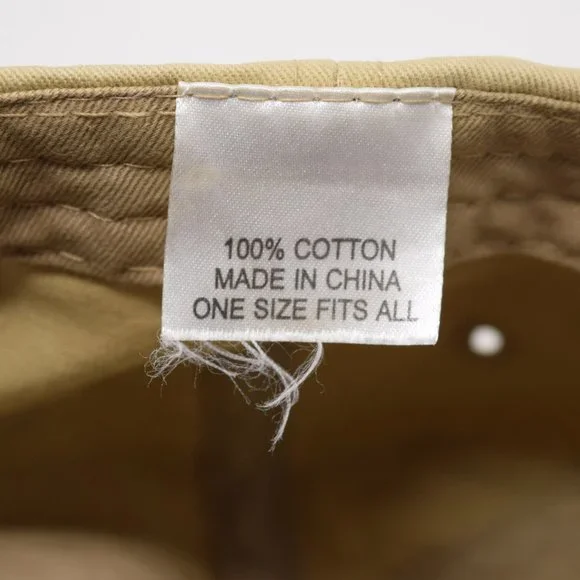 100% COTTON
MADE IN CHINA
ONE SIZE FITS ALL